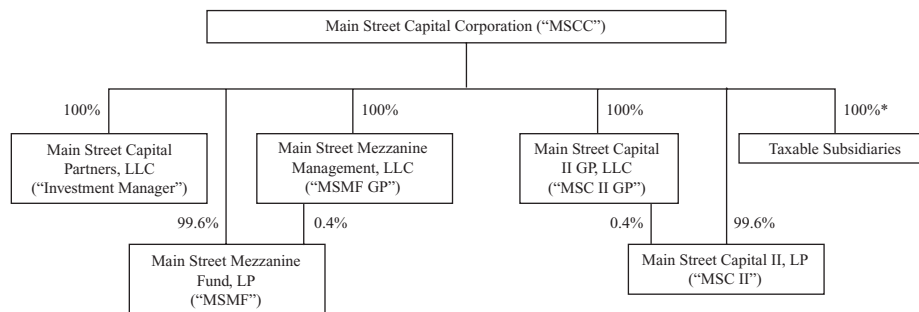 Main Street Capital Corporation (“MSCC”)
100%
100%
100%
100%*
Main Street Capital
Partners, LLC
(“Investment Manager”)
Main Street Mezzanine
Management, LLC
(“MSMF GP”)
Main Street Capital
II GP, LLC
(“MSC II GP”)
Taxable Subsidiaries
99.6%
0.4%
0.4%
99.6%
Main Street Mezzanine
Fund, LP
(“MSMF”)
Main Street Capital II, LP
(“MSC II”)